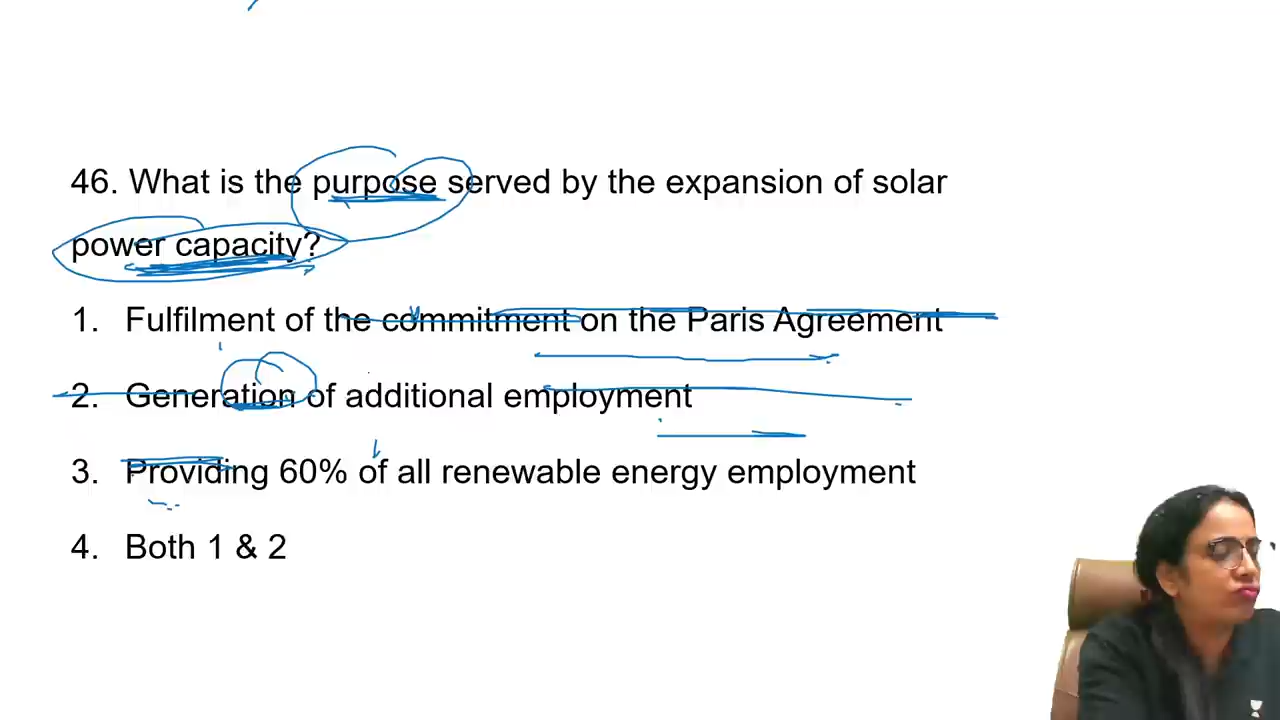 46. What is the purpose served by the expansion of solar
power capacity?
1. Fulfilment of the commitment on the Paris Agreement
2. Generation of additional employment
3. Providing 60% of all renewable energy employment
4. Both 1 & 2